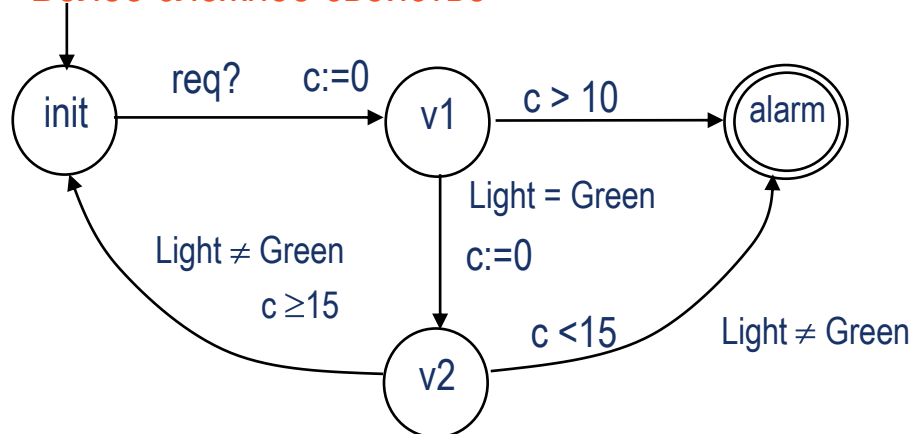 req? c:=0
init
v1
c > 10
alarm
Light = Green
c:=0
Light ≠ Green
c ≥15
c <15
Light ≠ Green
v2